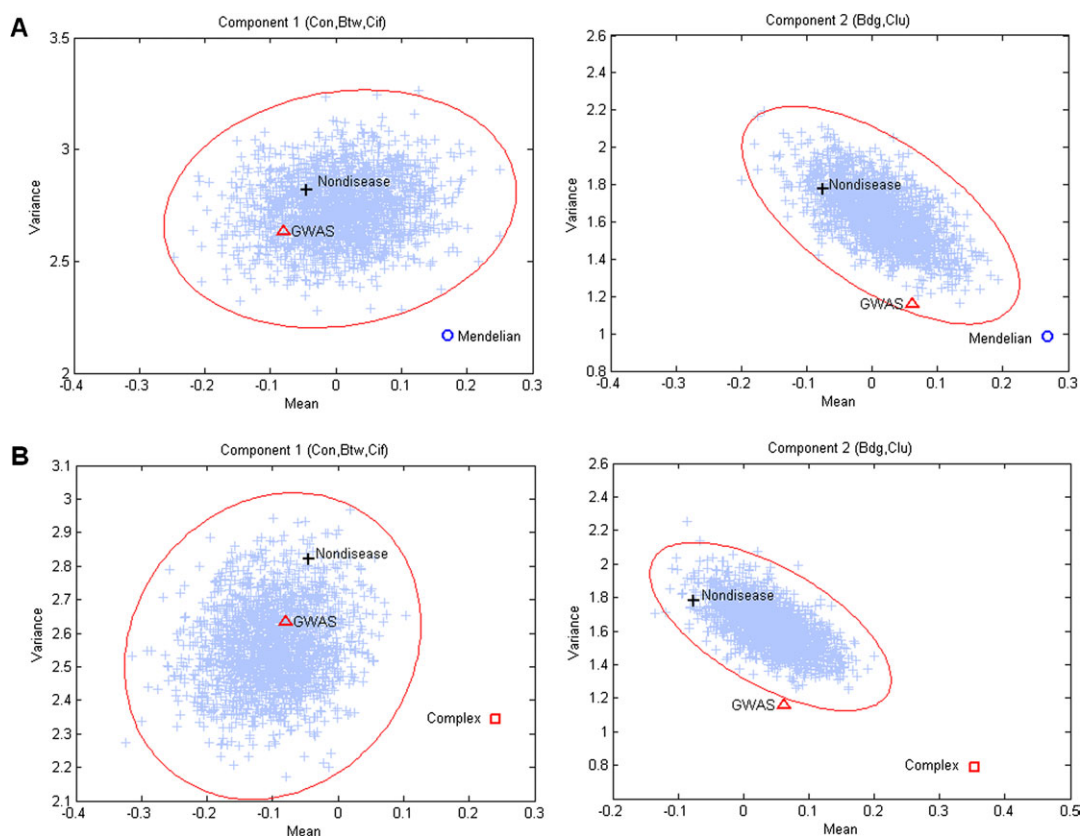 A
Component 1 (Con,Btw,Cif)
3.5
3
2.5
2
Variance
Nondisease
GWAS
Mendelian
-0.4 -0.3 -0.2 -0.1 0 0.1 0.2 0.3
Mean
Component 2 (Bdg,Clu)
2.6
2.4
2.2
2
1.8
1.6
1.4
1.2
1
0.8
Variance
Nondisease
GWAS
Mendelian
-0.4 -0.3 -0.2 -0.1 0 0.1 0.2 0.3
Mean
B
Component 1 (Con,Btw,Cif)
3.1
3
2.9
2.8
2.7
2.6
2.5
2.4
2.3
2.2
2.1
Variance
Nondisease
GWAS
Complex
-0.4 -0.3 -0.2 -0.1 0 0.1 0.2 0.3
Mean
Component 2 (Bdg,Clu)
2.6
2.4
2.2
2
1.8
1.6
1.4
1.2
1
0.8
Variance
Nondisease
GWAS
Complex
-0.2 -0.1 0 0.1 0.2 0.3 0.4 0.5
Mean